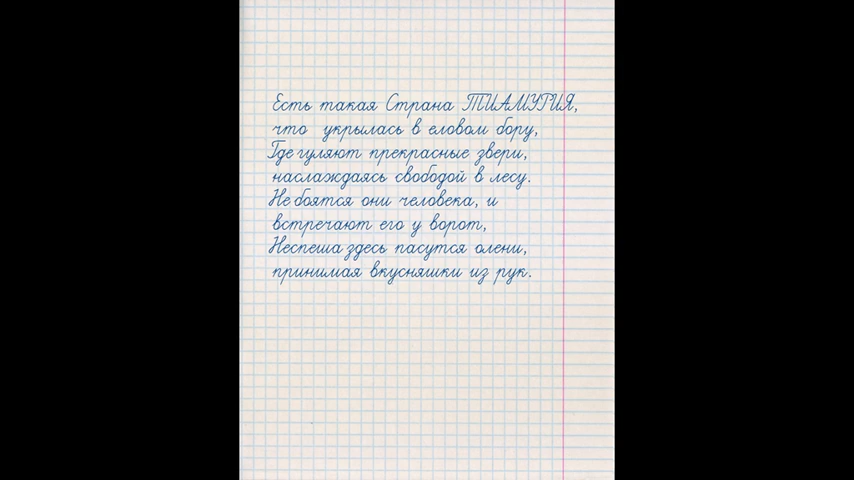 Есть такая Страна ТИАМУРИЯ,
что укрылась в еловом бору,
Где гуляют прекрасные звери,
наслаждаясь свободой в лесу.
Не боятся они человека, и
встречают его у ворот,
Неспеша здесь пасутся олени,
принимая вкусняшки из рук.